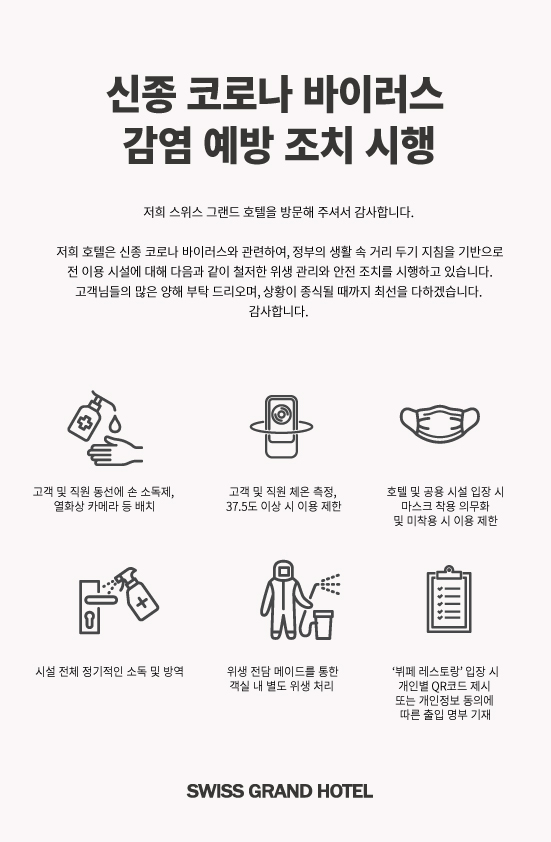 신종 코로나 바이러스
감염 예방 조치 시행
저희 스위스 그랜드 호텔을 방문해 주셔서 감사합니다.
저희 호텔은 신종 코로나 바이러스와 관련하여, 정부의 생활 속 거리 두기 지침을 기반으로
전 이용 시설에 대해 다음과 같이 철저한 위생 관리와 안전 조치를 시행하고 있습니다.
고객님들의 많은 양해 부탁 드리오며, 상황이 종식될 때까지 최선을 다하겠습니다.
감사합니다.
고객 및 직원 동선에 손 소독제,
열화상 카메라 등 배치
고객 및 직원 체온 측정,
37.5도 이상 시 이용 제한
호텔 및 공용 시설 입장 시
마스크 착용 의무화
및 미착용 시 이용 제한
시설 전체 정기적인 소독 및 방역
위생 전담 메이드를 통한
객실 내 별도 위생 처리
‘뷔페 레스토랑’ 입장 시
개인별 QR코드 제시
또는 개인정보 동의에
따른 출입 명부 기재
SWISS GRAND HOTEL